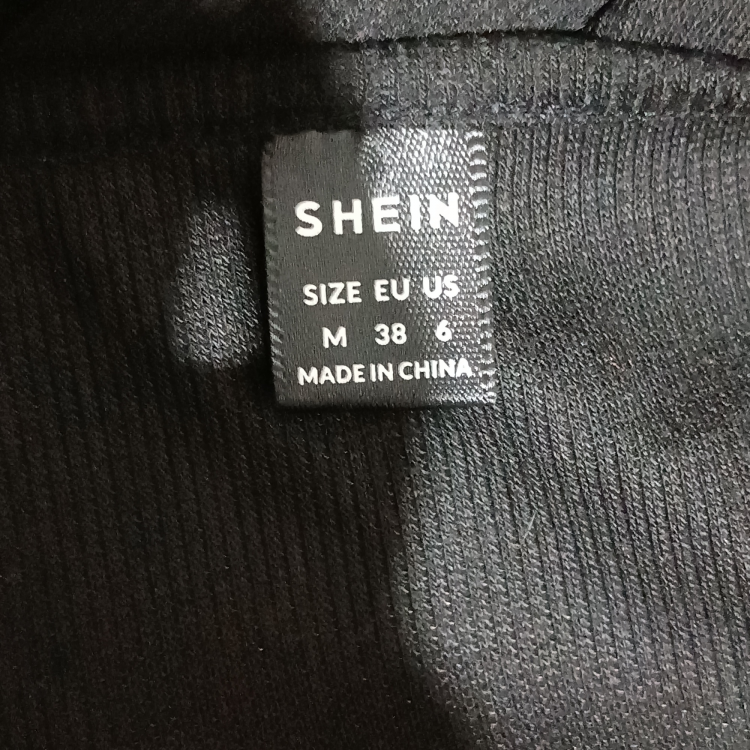 SHEIN
SIZE EU US
M 38 6
MADE IN CHINA